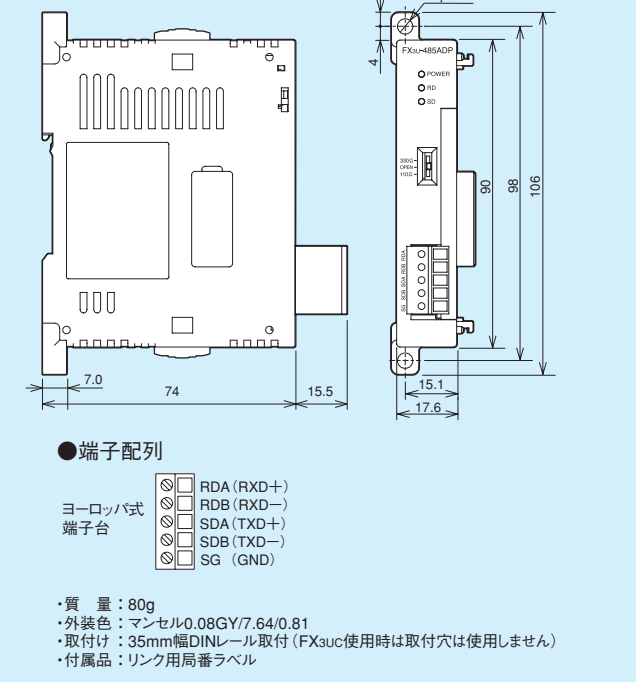 FX3U-485ADP
POWER
RD
SD
330Ω
OPEN
110Ω
SG SDB SDA RDB RDA
4
90
98
106
7.0
74
15.5
15.1
17.6
●端子配列
ヨーロッパ式
端子台
RDA（RXD＋）
RDB（RXD－）
SDA（TXD＋）
SDB（TXD－）
SG （GND）
・質　量：80g
・外装色：マンセル0.08GY/7.64/0.81
・取付け：35mm幅DINレール取付（FX3UC使用時は取付穴は使用しません）
・付属品：リンク用局番ラベル